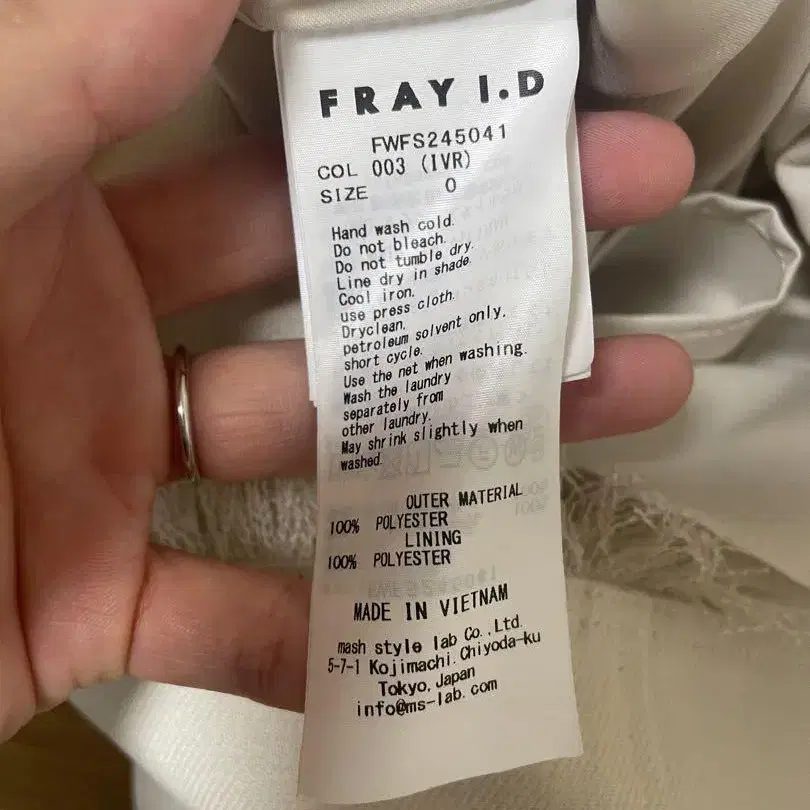 FRAY I.D
FWFS245041
COL 003 (IVR)
SIZE 0
Hand wash cold.
Do not bleach.
Do not tumble dry.
Line dry in shade.
Cool iron.
use press cloth.
Dryclean.
petroleum solvent only,
short cycle.
Use the net when washing.
Wash the laundry
separately from
other laundry.
May shrink slightly when
washed.
OUTER MATERIAL
100% POLYESTER
LINING
100% POLYESTER
MADE IN VIETNAM
mash style lab Co.,Ltd.
5-7-1 Kojimachi.Chiyoda-ku
Tokyo, Japan
info@ms-lab.com